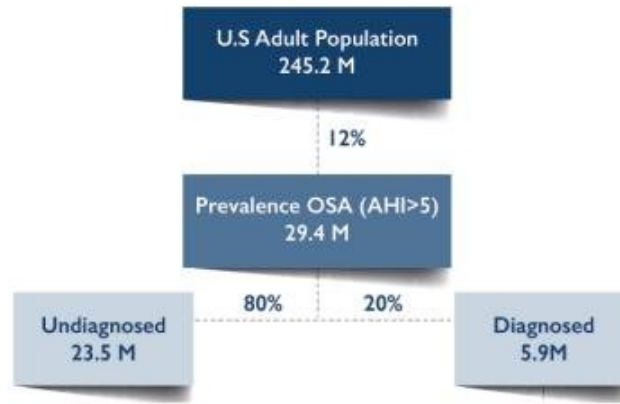 U.S Adult Population
245.2 M
12%
Prevalence OSA (AHI>5)
29.4 M
80%
20%
Undiagnosed
23.5 M
Diagnosed
5.9M